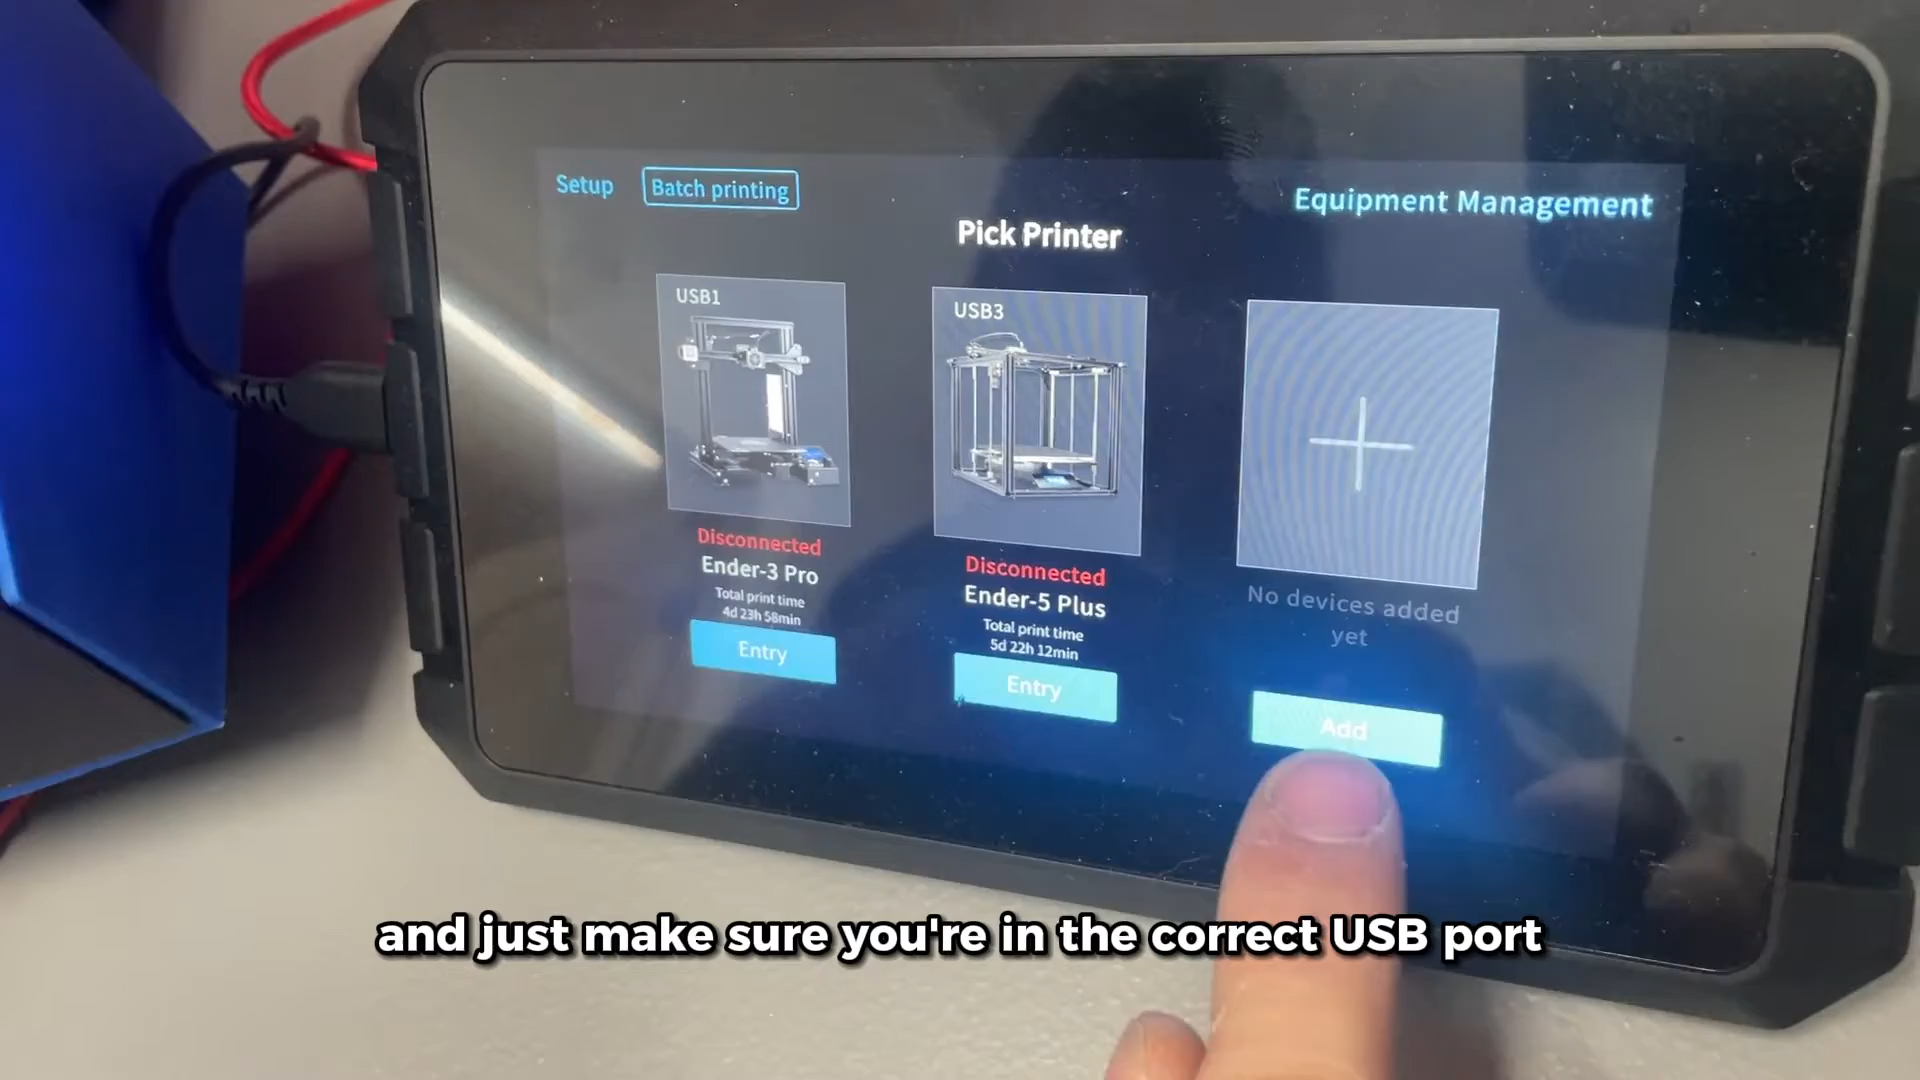 Setup
Batch printing
Equipment Management
Pick Printer
USB1
Disconnected
Ender-3 Pro
Total print time
4d 23h 58min
Entry
USB3
Disconnected
Ender-5 Plus
Total print time
5d 22h 12min
Entry
No devices added
yet
Add
and just make sure you're in the correct USB port